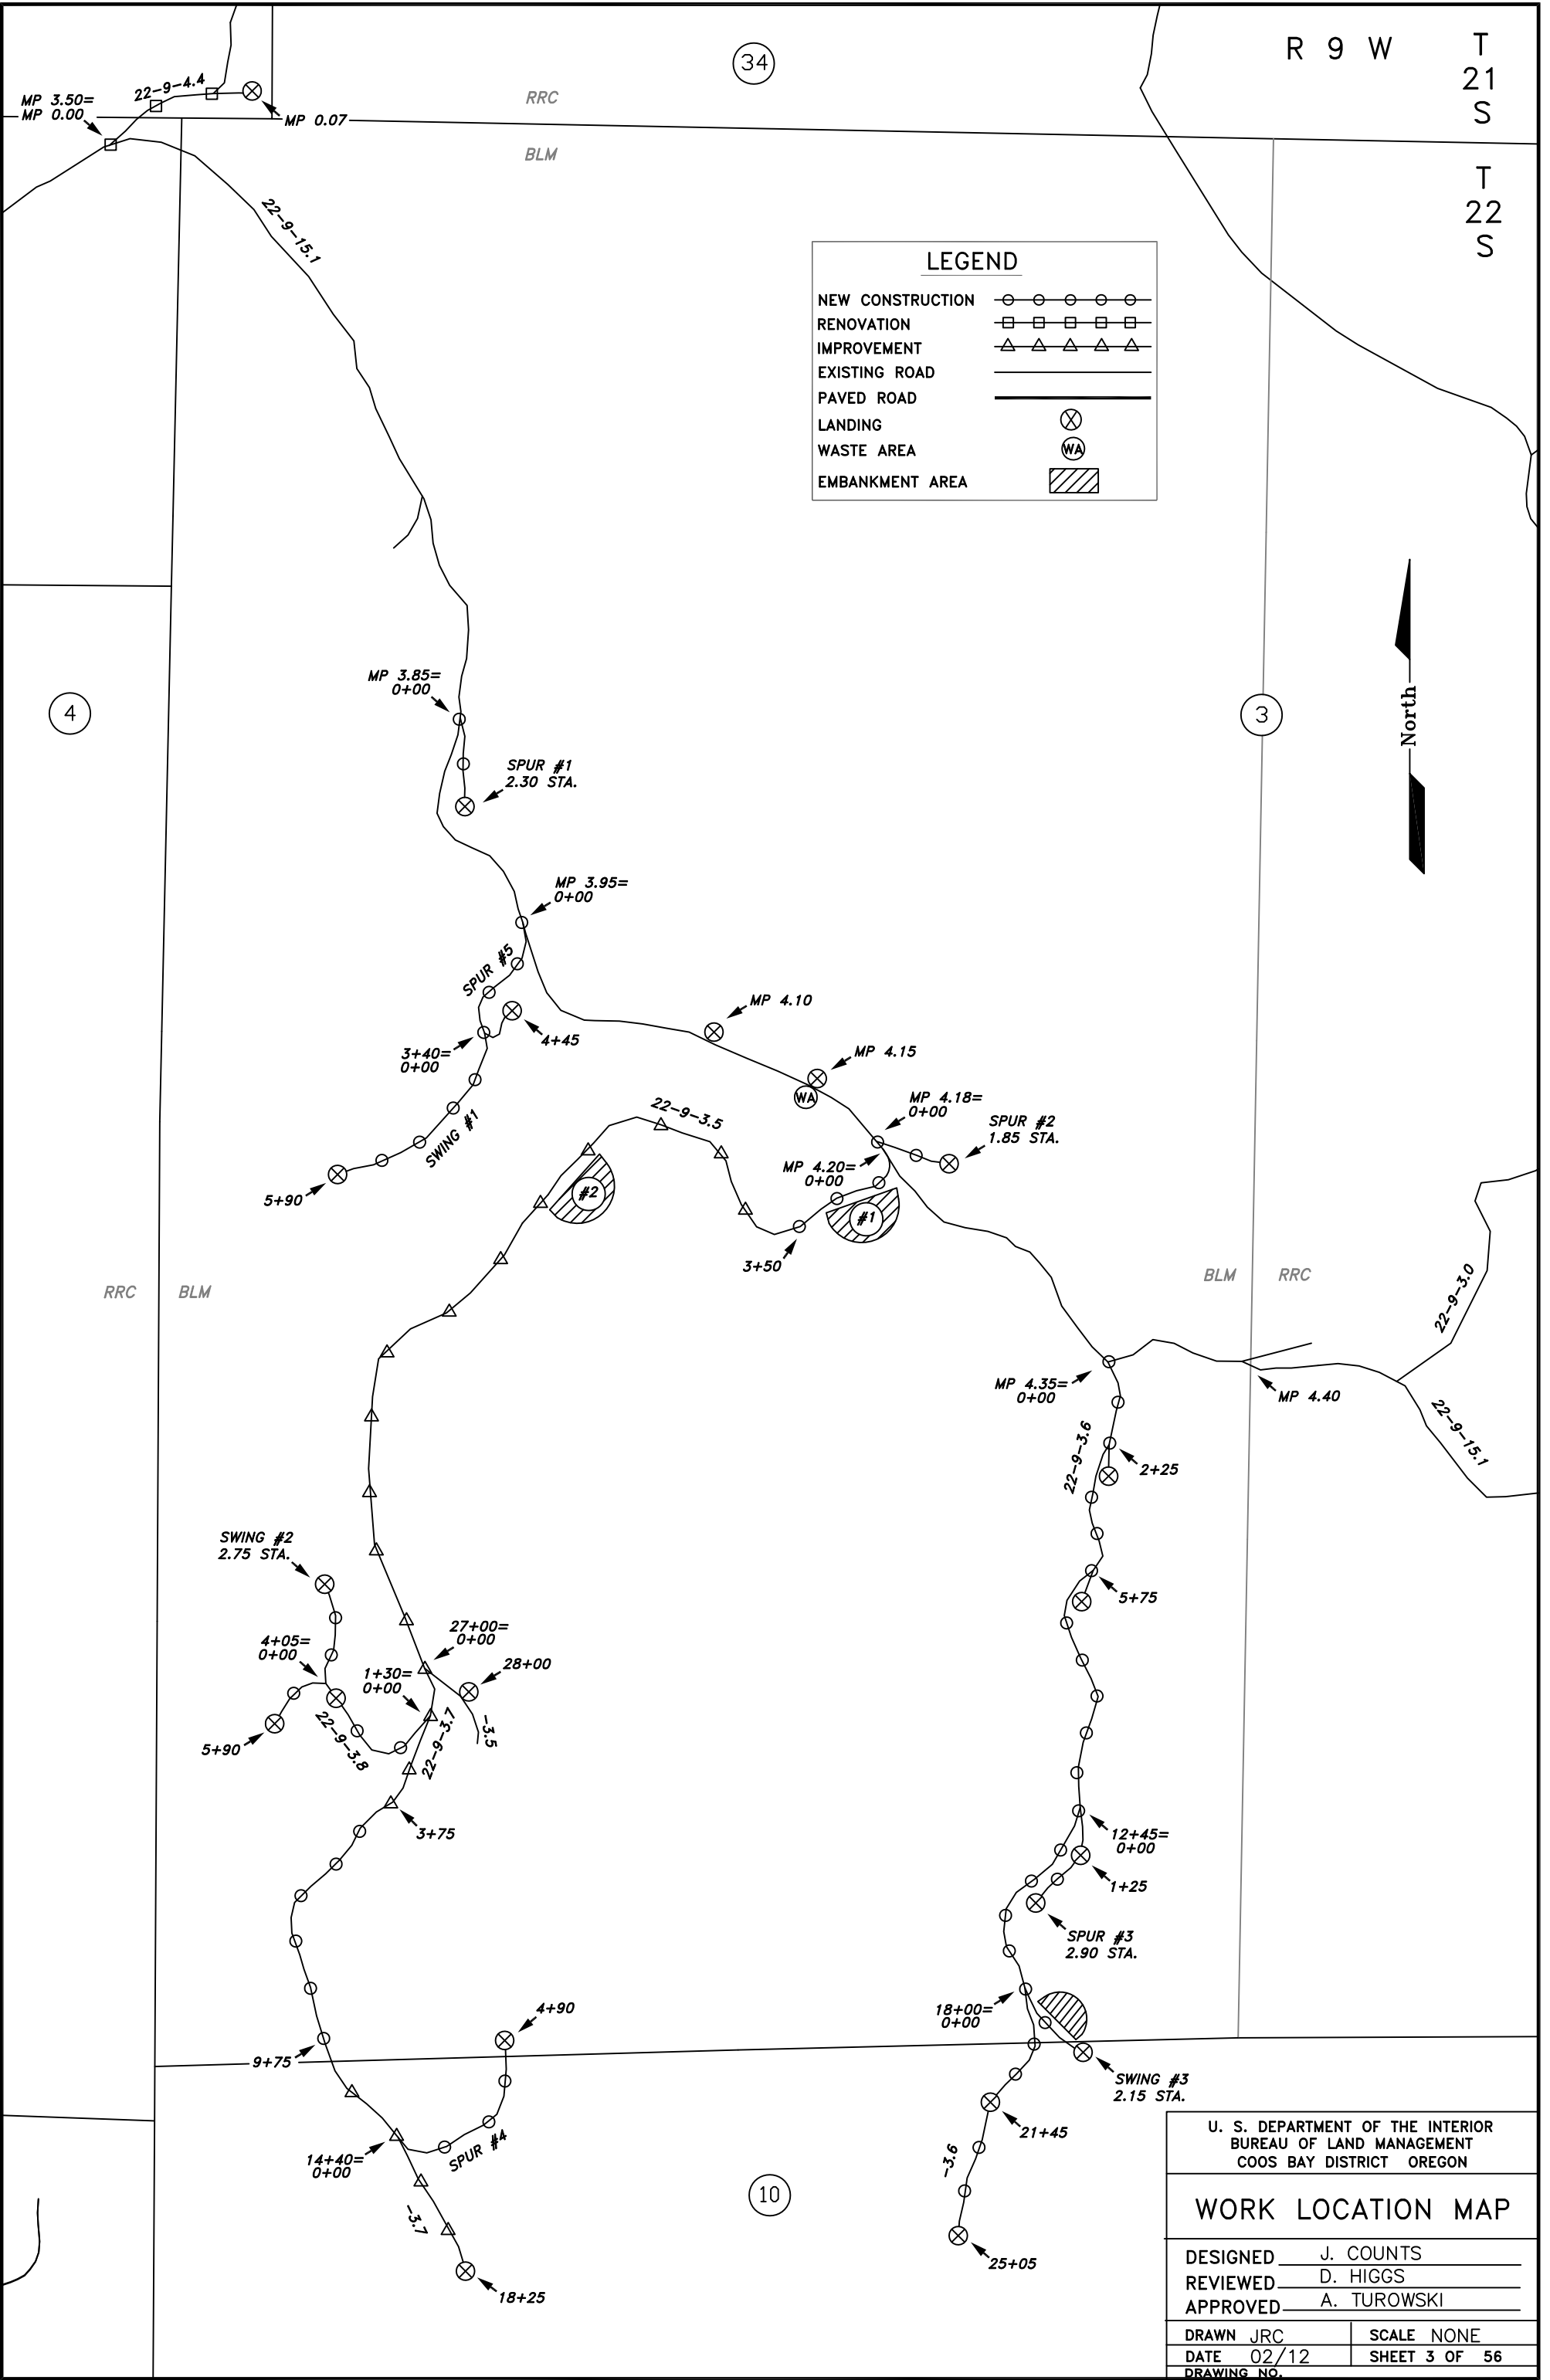 R 9 W
T
21
S
34
22-9-4.4
MP 3.50=
MP 0.00
RRC
MP 0.07
BLM
T
22
S
22-9-15.1
LEGEND
NEW CONSTRUCTION
RENOVATION
IMPROVEMENT
EXISTING ROAD
PAVED ROAD
LANDING
WASTE AREA
WA
EMBANKMENT AREA
MP 3.85=
0+00
4
3
North
SPUR #1
2.30 STA.
MP 3.95=
0+00
SPUR #5
MP 4.10
4+45
3+40=
0+00
MP 4.15
WA
MP 4.18=
0+00
22-9-3.5
SPUR #2
1.85 STA.
SWING #1
MP 4.20=
0+00
5+90
#2
#1
3+50
RRC
BLM
BLM
RRC
22-9-3.0
MP 4.35=
0+00
MP 4.40
22-9-15.1
22-9-3.6
2+25
SWING #2
2.75 STA.
5+75
27+00=
0+00
4+05=
0+00
28+00
1+30=
0+00
22-9-3.7
-3.5
22-9-3.8
5+90
3+75
12+45=
0+00
1+25
SPUR #3
2.90 STA.
4+90
18+00=
0+00
9+75
SWING #3
2.15 STA.
21+45
SPUR #4
14+40=
0+00
-3.6
10
-3.7
25+05
18+25
U. S. DEPARTMENT OF THE INTERIOR
BUREAU OF LAND MANAGEMENT
COOS BAY DISTRICT OREGON
WORK LOCATION MAP
DESIGNED J. COUNTS
REVIEWED D. HIGGS
APPROVED A. TUROWSKI
DRAWN JRC
SCALE NONE
DATE 02/12
SHEET 3 OF 56
DRAWING NO.